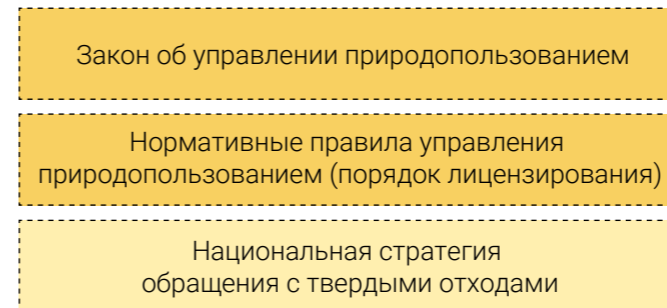 Закон об управлении природопользованием
Нормативные правила управления
природопользованием (порядок лицензирования)
Национальная стратегия
обращения с твердыми отходами